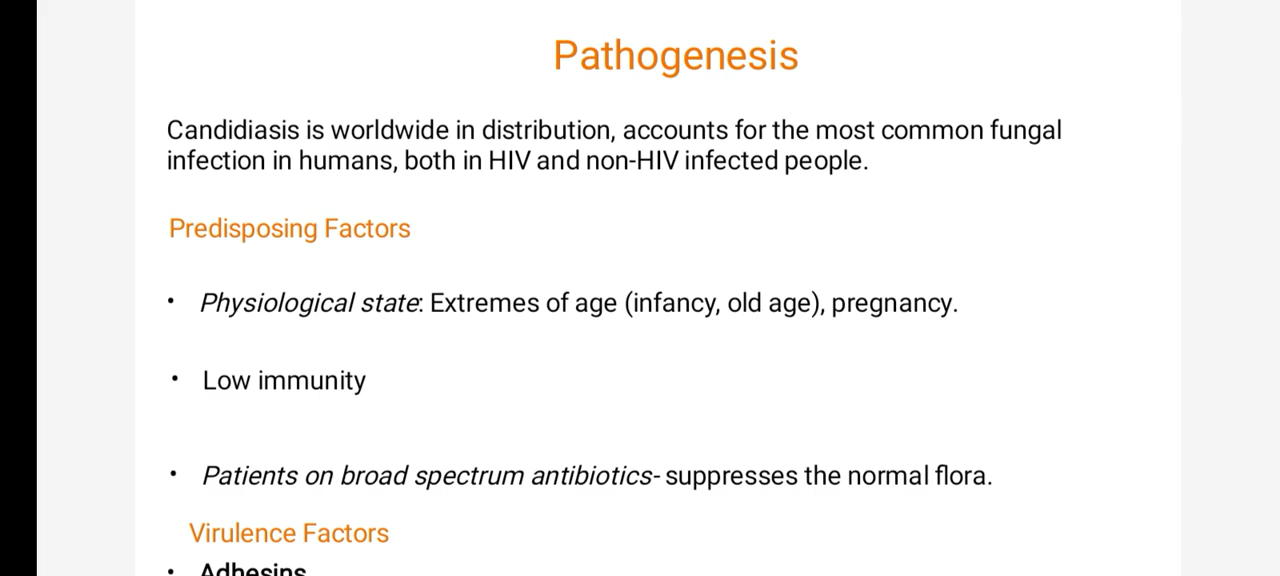 Pathogenesis
Candidiasis is worldwide in distribution, accounts for the most common fungal
infection in humans, both in HIV and non-HIV infected people.
Predisposing Factors
• Physiological state: Extremes of age (infancy, old age), pregnancy.
• Low immunity
• Patients on broad spectrum antibiotics- suppresses the normal flora.
Virulence Factors
• Adhesins